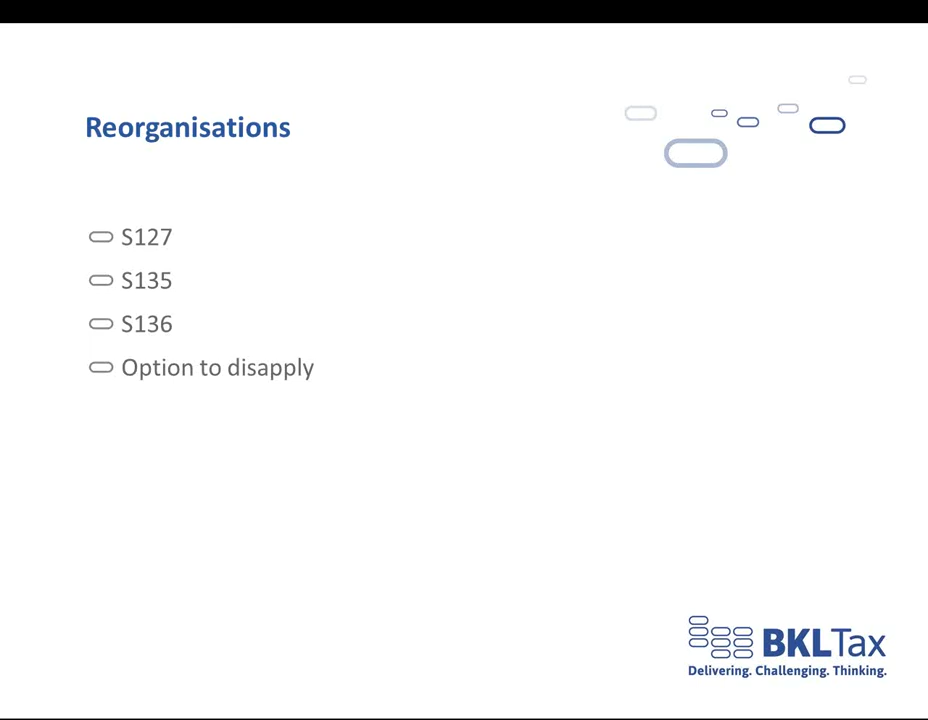 Reorganisations
S127
S135
S136
Option to disapply
BKLTax
Delivering. Challenging. Thinking.